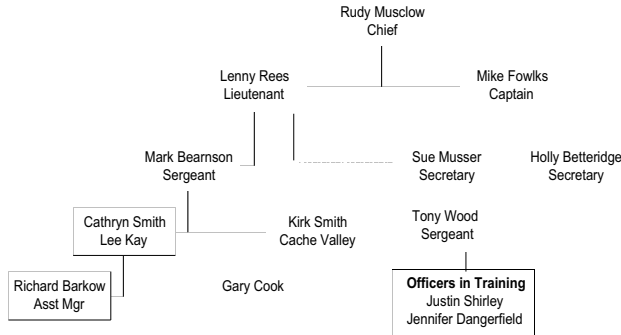 Rudy Musclow
Chief
Lenny Rees
Lieutenant
Mike Fowlks
Captain
Mark Bearnson
Sergeant
Sue Musser
Secretary
Holly Betteridge
Secretary
Cathryn Smith
Lee Kay
Kirk Smith
Cache Valley
Tony Wood
Sergeant
Richard Barkow
Asst Mgr
Gary Cook
Officers in Training
Justin Shirley
Jennifer Dangerfield